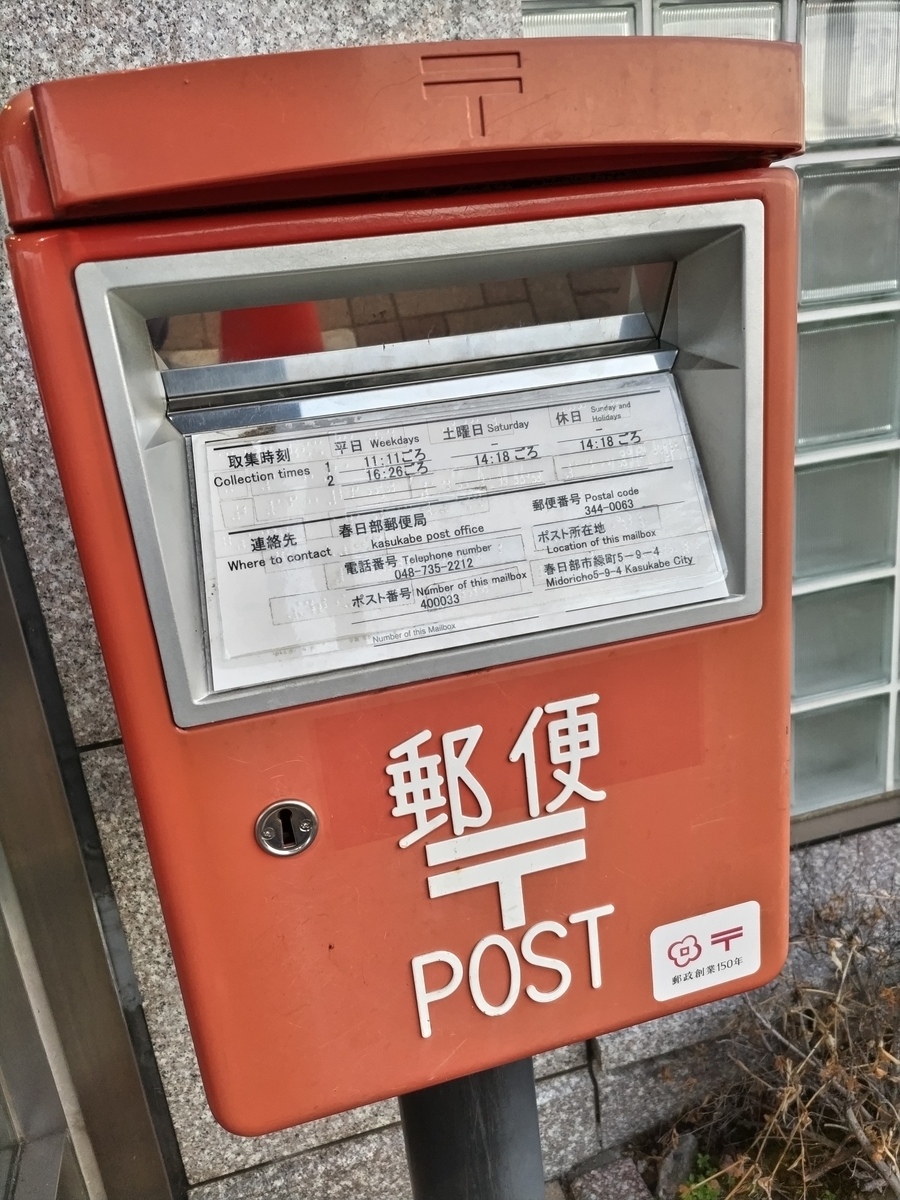 〒
取集時刻 平日 Weekdays 土曜日 Saturday 休日 Sunday and Holidays
Collection times 1 11:11ごろ – –
2 16:26ごろ 14:18ごろ 14:18ごろ
連絡先 春日部郵便局 郵便番号 Postal code
Where to contact kasukabe post office 344-0063
電話番号 Telephone number ポスト所在地
048-735-2212 Location of this mailbox
ポスト番号 Number of this mailbox 春日部市緑町5-9-4
400033 Midoricho5-9-4 Kasukabe City
Number of this Mailbox
郵便
〒
POST
〒
郵政創業150年